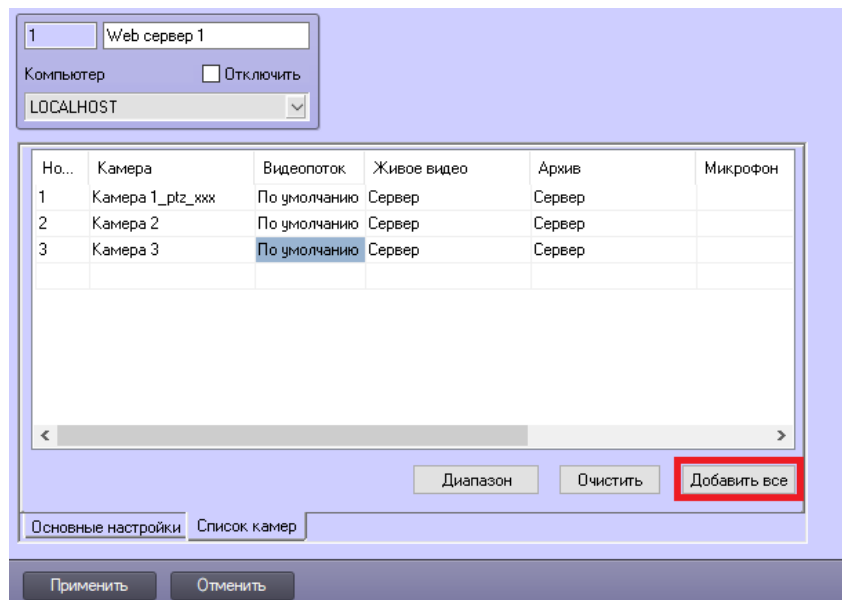 1 Web сервер 1
Компьютер Отключить
LOCALHOST
Но... Камера Видеопоток Живое видео Архив Микрофон
1 Камера 1_ptz_xxx По умолчанию Сервер Сервер
2 Камера 2 По умолчанию Сервер Сервер
3 Камера 3 По умолчанию Сервер Сервер
Диапазон Очистить Добавить все
Основные настройки Список камер
Применить Отменить